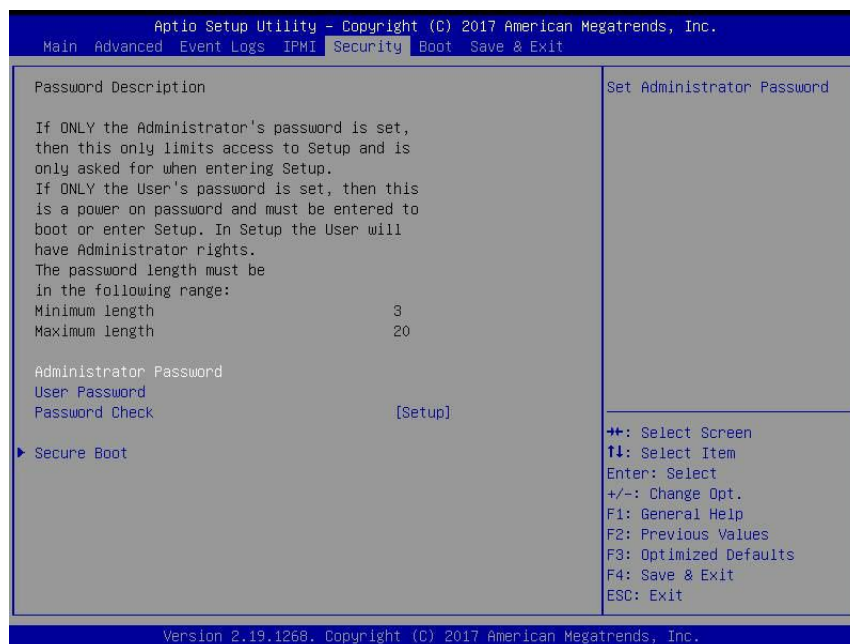 Aptio Setup Utility – Copyright (C) 2017 American Megatrends, Inc.
Main Advanced Event Logs IPMI Security Boot Save & Exit
Password Description
If ONLY the Administrator's password is set,
then this only limits access to Setup and is
only asked for when entering Setup.
If ONLY the User's password is set, then this
is a power on password and must be entered to
boot or enter Setup. In Setup the User will
have Administrator rights.
The password length must be
in the following range:
Minimum length 3
Maximum length 20
Administrator Password
User Password
Password Check [Setup]
Secure Boot
Set Administrator Password
→←: Select Screen
↑↓: Select Item
Enter: Select
+/-: Change Opt.
F1: General Help
F2: Previous Values
F3: Optimized Defaults
F4: Save & Exit
ESC: Exit
Version 2.19.1268. Copyright (C) 2017 American Megatrends, Inc.